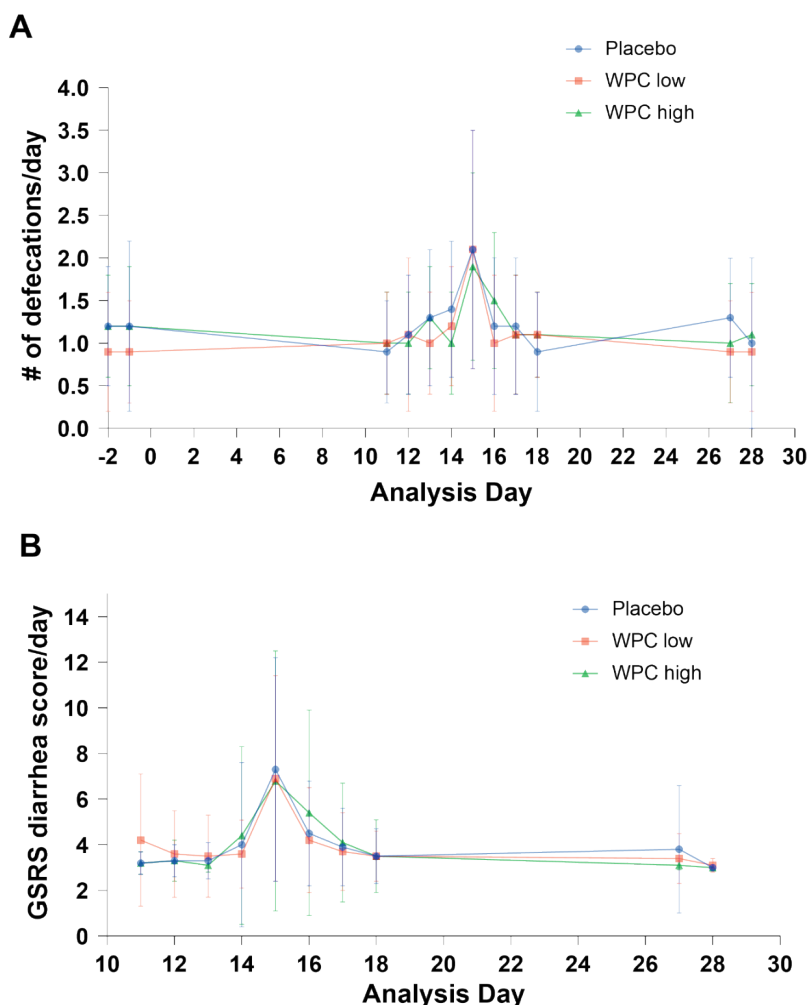 A
Placebo
WPC low
WPC high
4.0
3.5
3.0
2.5
2.0
1.5
1.0
0.5
0.0
# of defecations/day
-2 0 2 4 6 8 10 12 14 16 18 20 22 24 26 28 30
Analysis Day
B
Placebo
WPC low
WPC high
14
12
10
8
6
4
2
0
GSRS diarrhea score/day
10 12 14 16 18 20 22 24 26 28 30
Analysis Day